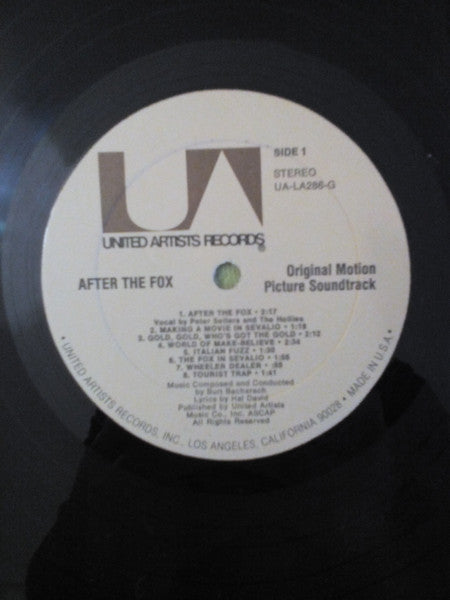 UA
UNITED ARTISTS RECORDS®
SIDE 1
STEREO
UA-LA286-G
AFTER THE FOX
Original Motion
Picture Soundtrack
1. AFTER THE FOX • 2:17
Vocal by Peter Sellers and The Hollies
2. MAKING A MOVIE IN SEVALIO • 1:18
3. GOLD, GOLD, WHO'S GOT THE GOLD • 2:12
4. WORLD OF MAKE-BELIEVE • 2:34
5. ITALIAN FUZZ • 1:30
6. THE FOX IN SEVALIO • 1:56
7. WHEELER DEALER • :55
8. TOURIST TRAP • 1:41
Music Composed and Conducted
by Burt Bacharach
Lyrics by Hal David
Published by United Artists
Music Co., Inc. ASCAP
All Rights Reserved
• UNITED ARTISTS RECORDS, INC., LOS ANGELES, CALIFORNIA 90028 • MADE IN U.S.A. •